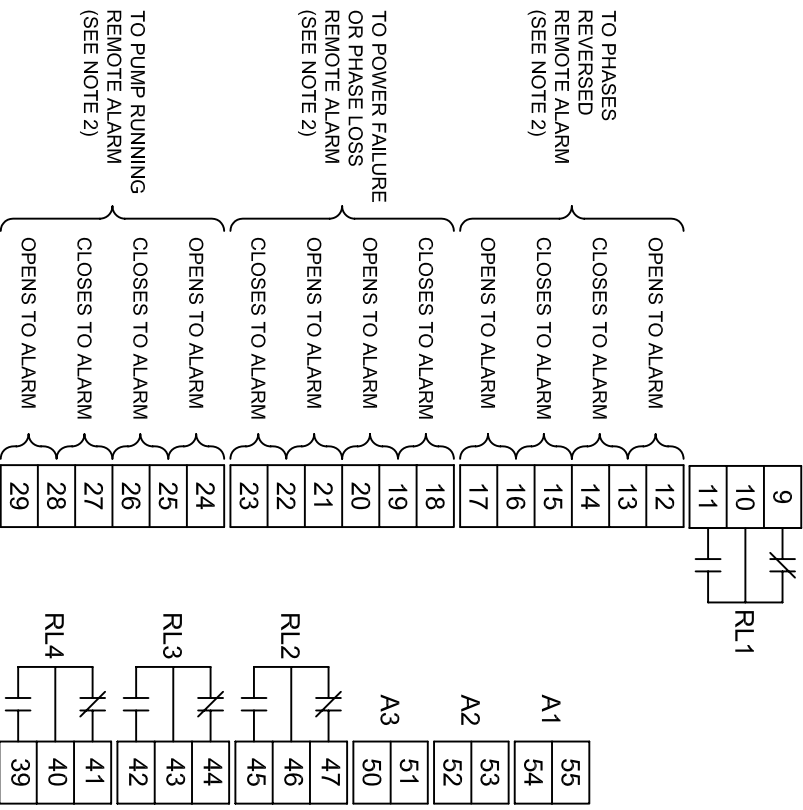 9
10
11
RL1
TO PHASES
REVERSED
REMOTE ALARM
(SEE NOTE 2)
OPENS TO ALARM
CLOSES TO ALARM
CLOSES TO ALARM
OPENS TO ALARM
12
13
14
15
16
17
TO POWER FAILURE
OR PHASE LOSS
REMOTE ALARM
(SEE NOTE 2)
CLOSES TO ALARM
OPENS TO ALARM
OPENS TO ALARM
CLOSES TO ALARM
18
19
20
21
22
23
TO PUMP RUNNING
REMOTE ALARM
(SEE NOTE 2)
OPENS TO ALARM
CLOSES TO ALARM
CLOSES TO ALARM
OPENS TO ALARM
24
25
26
27
28
29
A1
55
54
A2
53
52
A3
51
50
RL2
47
46
45
RL3
44
43
42
RL4
41
40
39